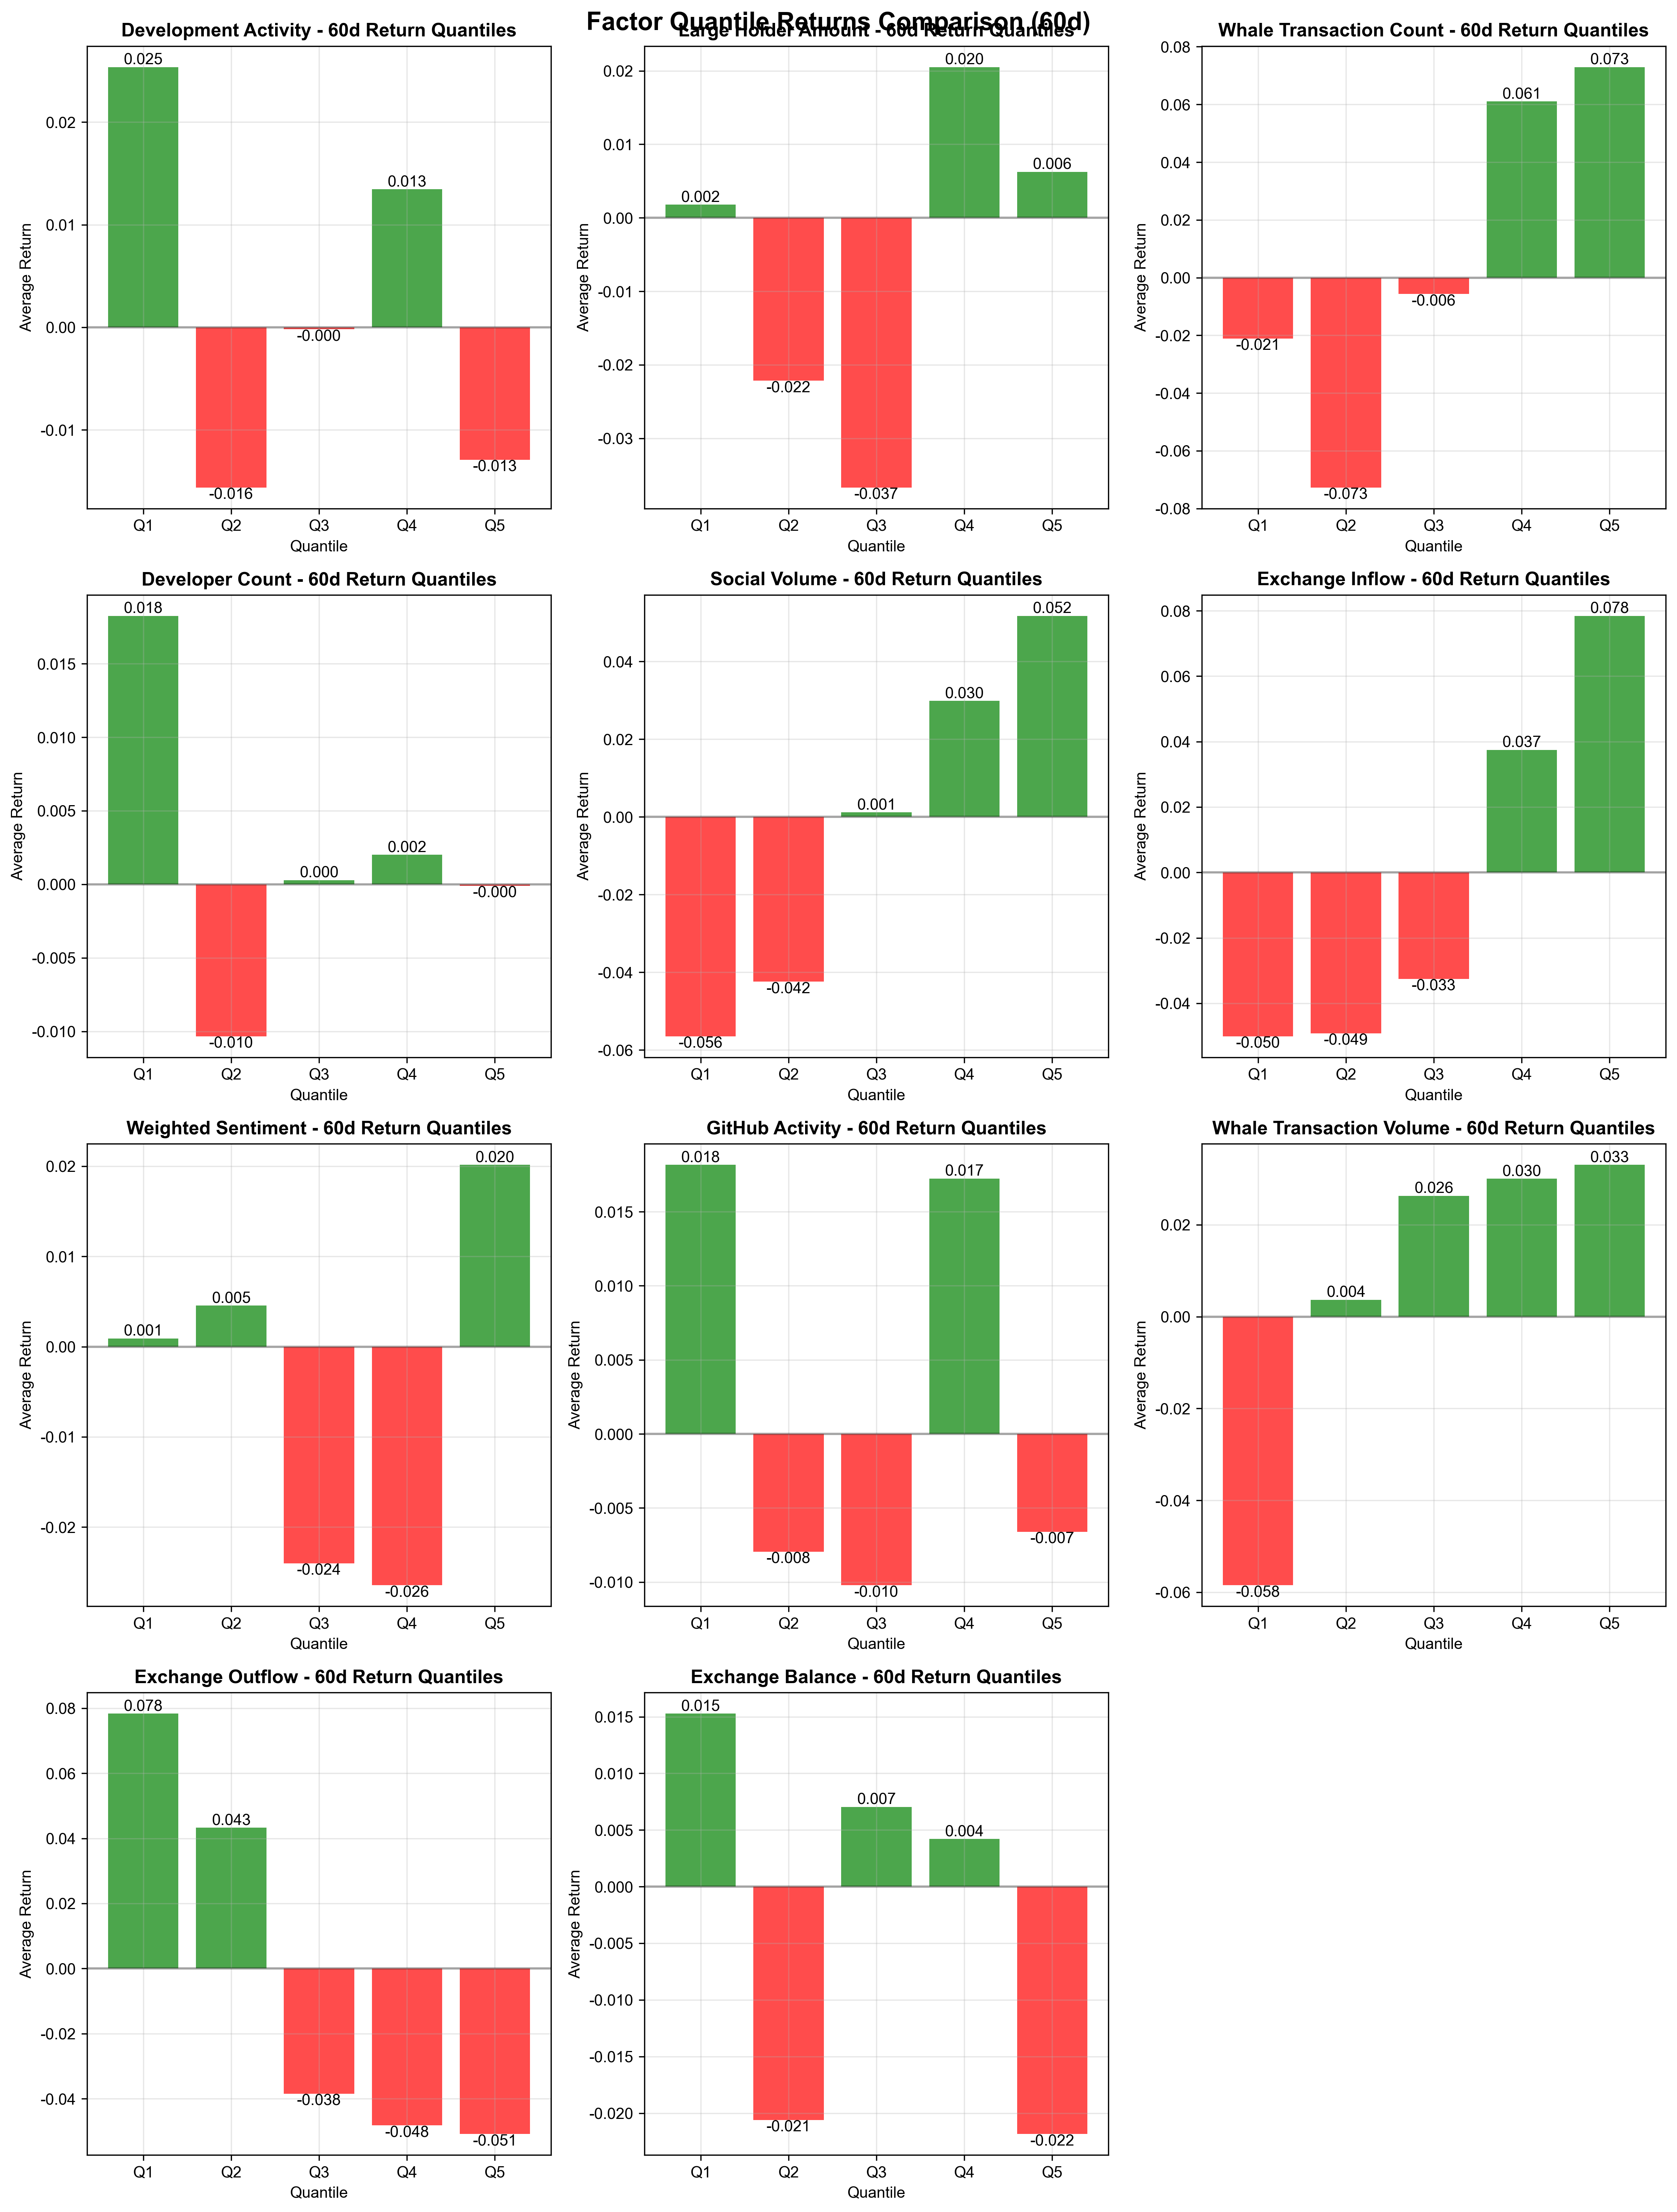 Factor Quantile Returns Comparison (60d)
Development Activity - 60d Return Quantiles
0.025
-0.016
-0.000
0.013
-0.013
0.02
0.01
0.00
-0.01
Average Return
Q1 Q2 Q3 Q4 Q5
Quantile
Large Holder Amount - 60d Return Quantiles
0.002
-0.022
-0.037
0.020
0.006
0.02
0.01
0.00
-0.01
-0.02
-0.03
Average Return
Q1 Q2 Q3 Q4 Q5
Quantile
Whale Transaction Count - 60d Return Quantiles
-0.021
-0.073
-0.006
0.061
0.073
0.08
0.06
0.04
0.02
0.00
-0.02
-0.04
-0.06
-0.08
Average Return
Q1 Q2 Q3 Q4 Q5
Quantile
Developer Count - 60d Return Quantiles
0.018
-0.010
0.000
0.002
-0.000
0.015
0.010
0.005
0.000
-0.005
-0.010
Average Return
Q1 Q2 Q3 Q4 Q5
Quantile
Social Volume - 60d Return Quantiles
-0.056
-0.042
0.001
0.030
0.052
0.04
0.02
0.00
-0.02
-0.04
-0.06
Average Return
Q1 Q2 Q3 Q4 Q5
Quantile
Exchange Inflow - 60d Return Quantiles
-0.050
-0.049
-0.033
0.037
0.078
0.08
0.06
0.04
0.02
0.00
-0.02
-0.04
Average Return
Q1 Q2 Q3 Q4 Q5
Quantile
Weighted Sentiment - 60d Return Quantiles
0.001
0.005
-0.024
-0.026
0.020
0.02
0.01
0.00
-0.01
-0.02
Average Return
Q1 Q2 Q3 Q4 Q5
Quantile
GitHub Activity - 60d Return Quantiles
0.018
-0.008
-0.010
0.017
-0.007
0.015
0.010
0.005
0.000
-0.005
-0.010
Average Return
Q1 Q2 Q3 Q4 Q5
Quantile
Whale Transaction Volume - 60d Return Quantiles
-0.058
0.004
0.026
0.030
0.033
0.02
0.00
-0.02
-0.04
-0.06
Average Return
Q1 Q2 Q3 Q4 Q5
Quantile
Exchange Outflow - 60d Return Quantiles
0.078
0.043
-0.038
-0.048
-0.051
0.08
0.06
0.04
0.02
0.00
-0.02
-0.04
Average Return
Q1 Q2 Q3 Q4 Q5
Quantile
Exchange Balance - 60d Return Quantiles
0.015
-0.021
0.007
0.004
-0.022
0.015
0.010
0.005
0.000
-0.005
-0.010
-0.015
-0.020
Average Return
Q1 Q2 Q3 Q4 Q5
Quantile